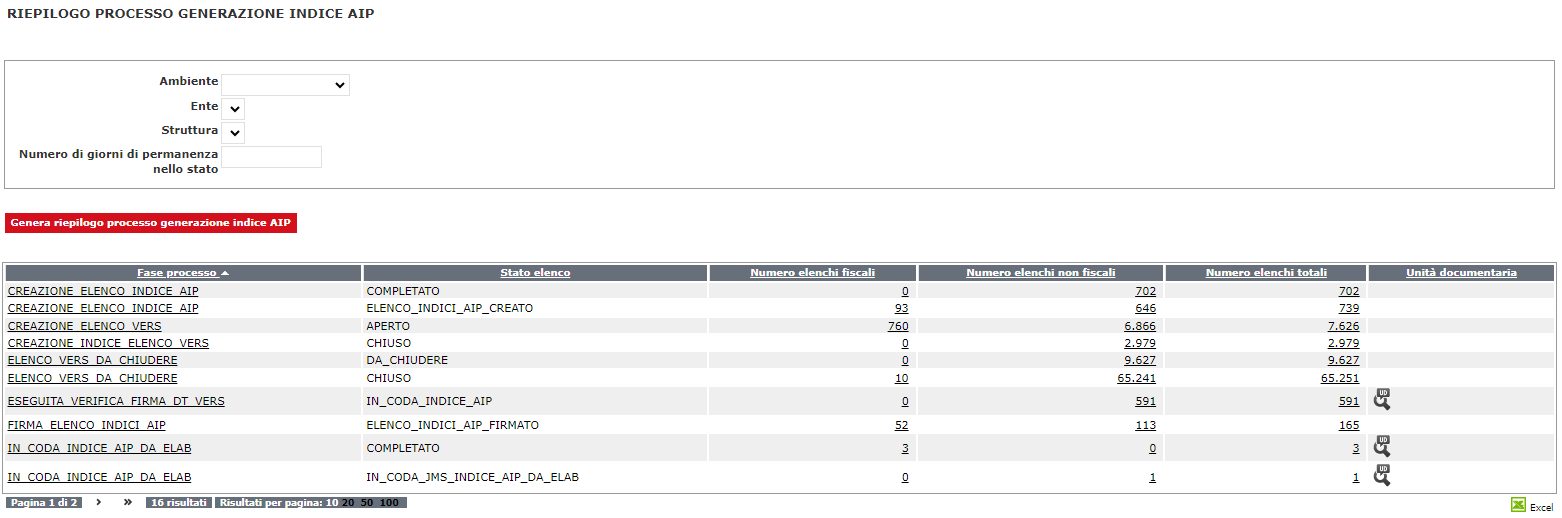 RIEPILOGO PROCESSO GENERAZIONE INDICE AIP
Ambiente
Ente
Struttura
Numero di giorni di permanenza
nello stato
Genera riepilogo processo generazione indice AIP
Fase processo Stato elenco Numero elenchi fiscali Numero elenchi non fiscali Numero elenchi totali Unità documentaria
CREAZIONE_ELENCO_INDICE_AIP COMPLETATO 0 702 702
CREAZIONE_ELENCO_INDICE_AIP ELENCO_INDICI_AIP_CREATO 93 646 739
CREAZIONE_ELENCO_VERS APERTO 760 6.866 7.626
CREAZIONE_INDICE_ELENCO_VERS CHIUSO 0 2.979 2.979
ELENCO_VERS_DA_CHIUDERE DA_CHIUDERE 0 9.627 9.627
ELENCO_VERS_DA_CHIUDERE CHIUSO 10 65.241 65.251
ESEGUITA_VERIFICA_FIRMA_DT_VERS IN_CODA_INDICE_AIP 0 591 591 UD
FIRMA_ELENCO_INDICI_AIP ELENCO_INDICI_AIP_FIRMATO 52 113 165
IN_CODA_INDICE_AIP_DA_ELAB COMPLETATO 3 0 3 UD
IN_CODA_INDICE_AIP_DA_ELAB IN_CODA_JMS_INDICE_AIP_DA_ELAB 0 1 1 UD
Pagina 1 di 2 › » 16 risultati Risultati per pagina: 10 20 50 100 Excel